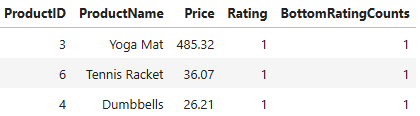 ProductID ProductName Price Rating BottomRatingCounts
3 Yoga Mat 485.32 1 1
6 Tennis Racket 36.07 1 1
4 Dumbbells 26.21 1 1